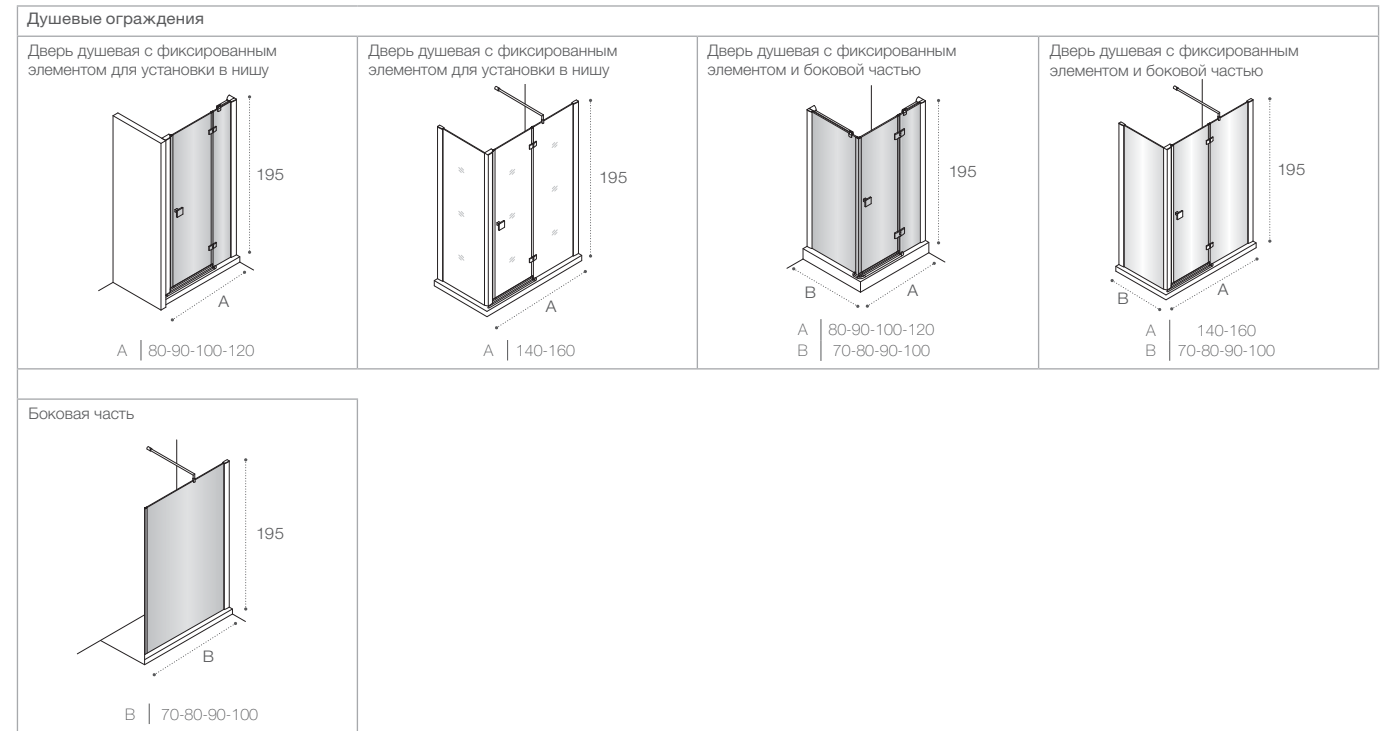 Душевые ограждения
Дверь душевая с фиксированным
элементом для установки в нишу
195
A
A 80-90-100-120
Дверь душевая с фиксированным
элементом для установки в нишу
195
A
A 140-160
Дверь душевая с фиксированным
элементом и боковой частью
195
B A
A 80-90-100-120
B 70-80-90-100
Дверь душевая с фиксированным
элементом и боковой частью
195
B A
A 140-160
B 70-80-90-100
Боковая часть
195
B
B 70-80-90-100